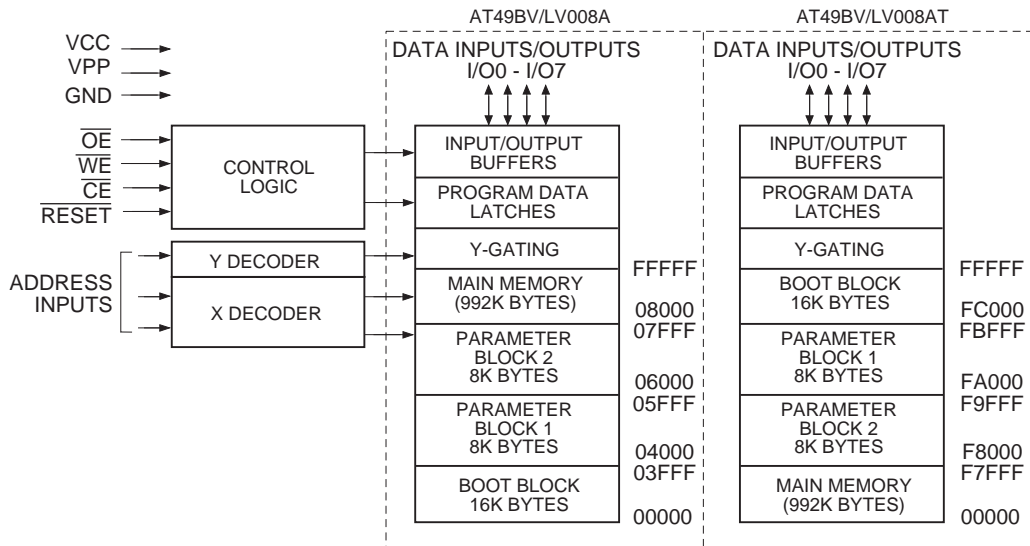 AT49BV/LV008A
AT49BV/LV008AT
VCC
VPP
GND
OE
WE
CE
RESET
ADDRESS
INPUTS
CONTROL
LOGIC
Y DECODER
X DECODER
DATA INPUTS/OUTPUTS
I/O0 - I/O7
INPUT/OUTPUT
BUFFERS
PROGRAM DATA
LATCHES
Y-GATING
MAIN MEMORY
(992K BYTES)
PARAMETER
BLOCK 2
8K BYTES
PARAMETER
BLOCK 1
8K BYTES
BOOT BLOCK
16K BYTES
FFFFF
08000
07FFF
06000
05FFF
04000
03FFF
00000
DATA INPUTS/OUTPUTS
I/O0 - I/O7
INPUT/OUTPUT
BUFFERS
PROGRAM DATA
LATCHES
Y-GATING
BOOT BLOCK
16K BYTES
PARAMETER
BLOCK 1
8K BYTES
PARAMETER
BLOCK 2
8K BYTES
MAIN MEMORY
(992K BYTES)
FFFFF
FC000
FBFFF
FA000
F9FFF
F8000
F7FFF
00000